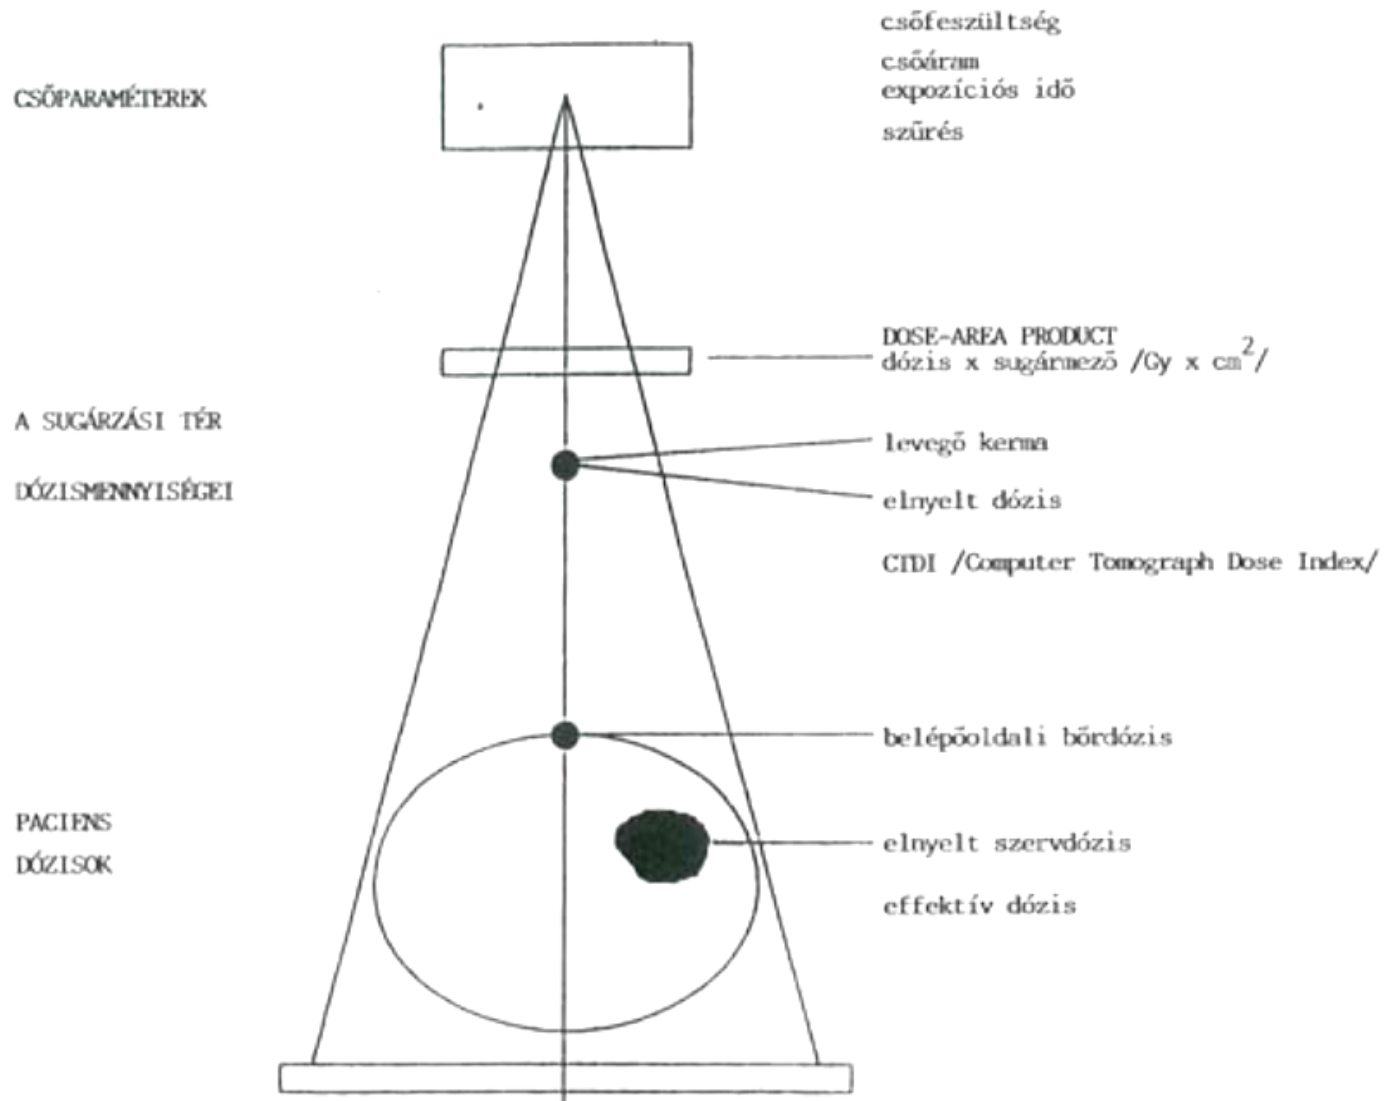 csőfeszültség
csőáram
CSŐPARAMÉTEREK
expozíciós idő
szűrés
DOSE-AREA PRODUCT
dózis x sugármező /Gy x cm²/
A SUGÁRZÁSI TÉR
levegő kerma
DÓZISMENNYISÉGEI
elnyelt dózis
CTDI /Computer Tomograph Dose Index/
belépőoldali bőrdózis
PACIENS
elnyelt szervdózis
DÓZISOK
effektív dózis